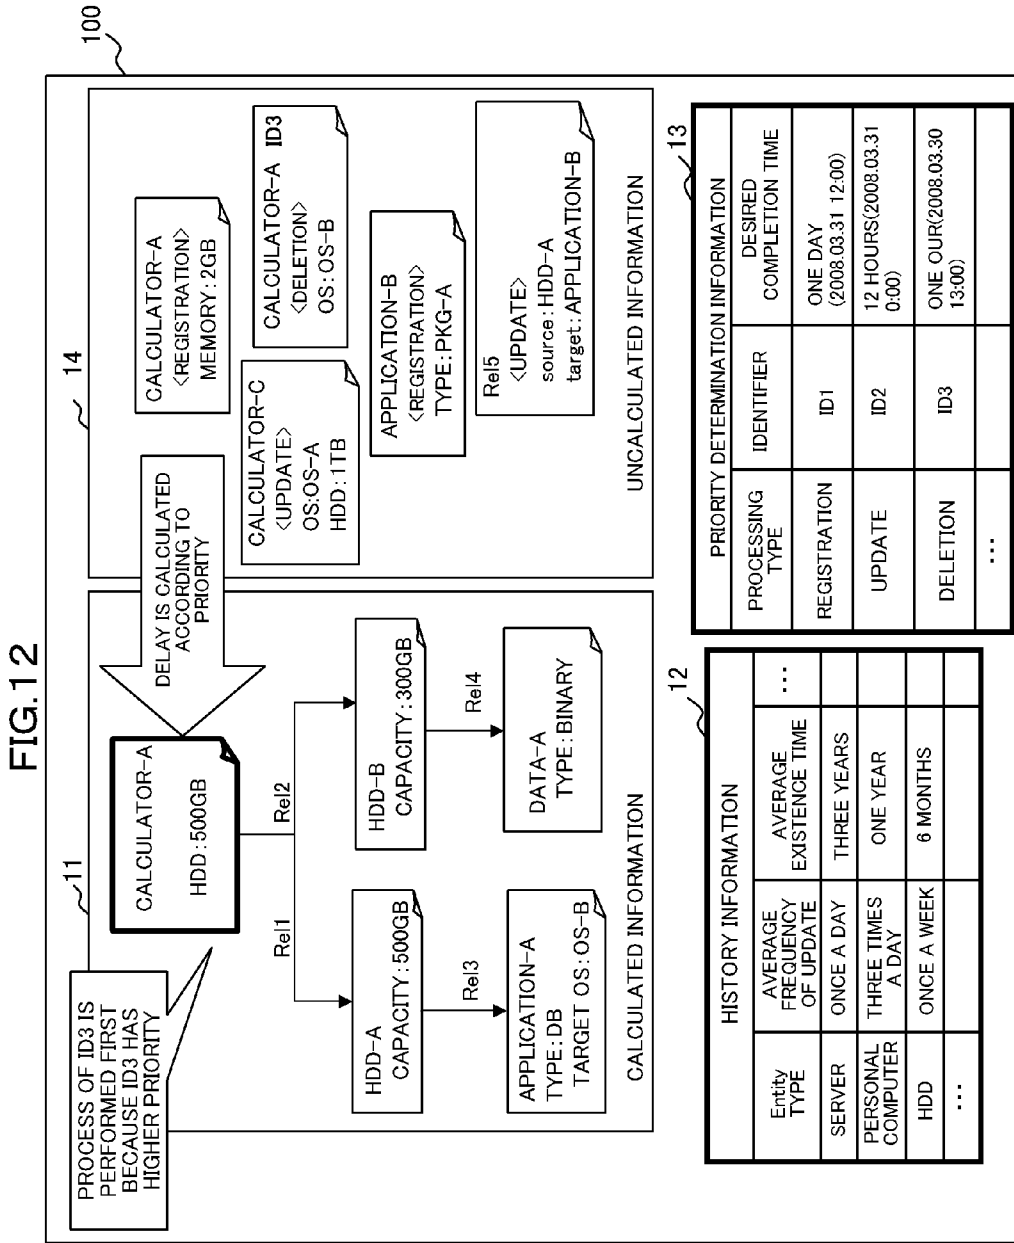 FIG.12
100
PROCESS OF ID3 IS
PERFORMED FIRST
BECAUSE ID3 HAS
HIGHER PRIORITY
11
CALCULATOR-A
HDD:500GB
Rel1
Rel2
HDD-A
CAPACITY:500GB
HDD-B
CAPACITY:300GB
Rel3
Rel4
APPLICATION-A
TYPE:DB
TARGET OS:OS-B
DATA-A
TYPE:BINARY
CALCULATED INFORMATION
DELAY IS CALCULATED
ACCORDING TO
PRIORITY
14
CALCULATOR-A
<REGISTRATION>
MEMORY:2GB
CALCULATOR-C
<UPDATE>
OS:OS-A
HDD:1TB
CALCULATOR-A ID3
<DELETION>
OS:OS-B
APPLICATION-B
<REGISTRATION>
TYPE:PKG-A
Rel5
<UPDATE>
source:HDD-A
target:APPLICATION-B
UNCALCULATED INFORMATION
12
HISTORY INFORMATION
Entity
TYPE
AVERAGE
FREQUENCY
OF UPDATE
AVERAGE
EXISTENCE TIME
...
SERVER
ONCE A DAY
THREE YEARS
PERSONAL
COMPUTER
THREE TIMES
A DAY
ONE YEAR
HDD
ONCE A WEEK
6 MONTHS
...
13
PRIORITY DETERMINATION INFORMATION
PROCESSING
TYPE
IDENTIFIER
DESIRED
COMPLETION TIME
REGISTRATION
ID1
ONE DAY
(2008.03.31 12:00)
UPDATE
ID2
12 HOURS(2008.03.31
0:00)
DELETION
ID3
ONE OUR(2008.03.30
13:00)
...